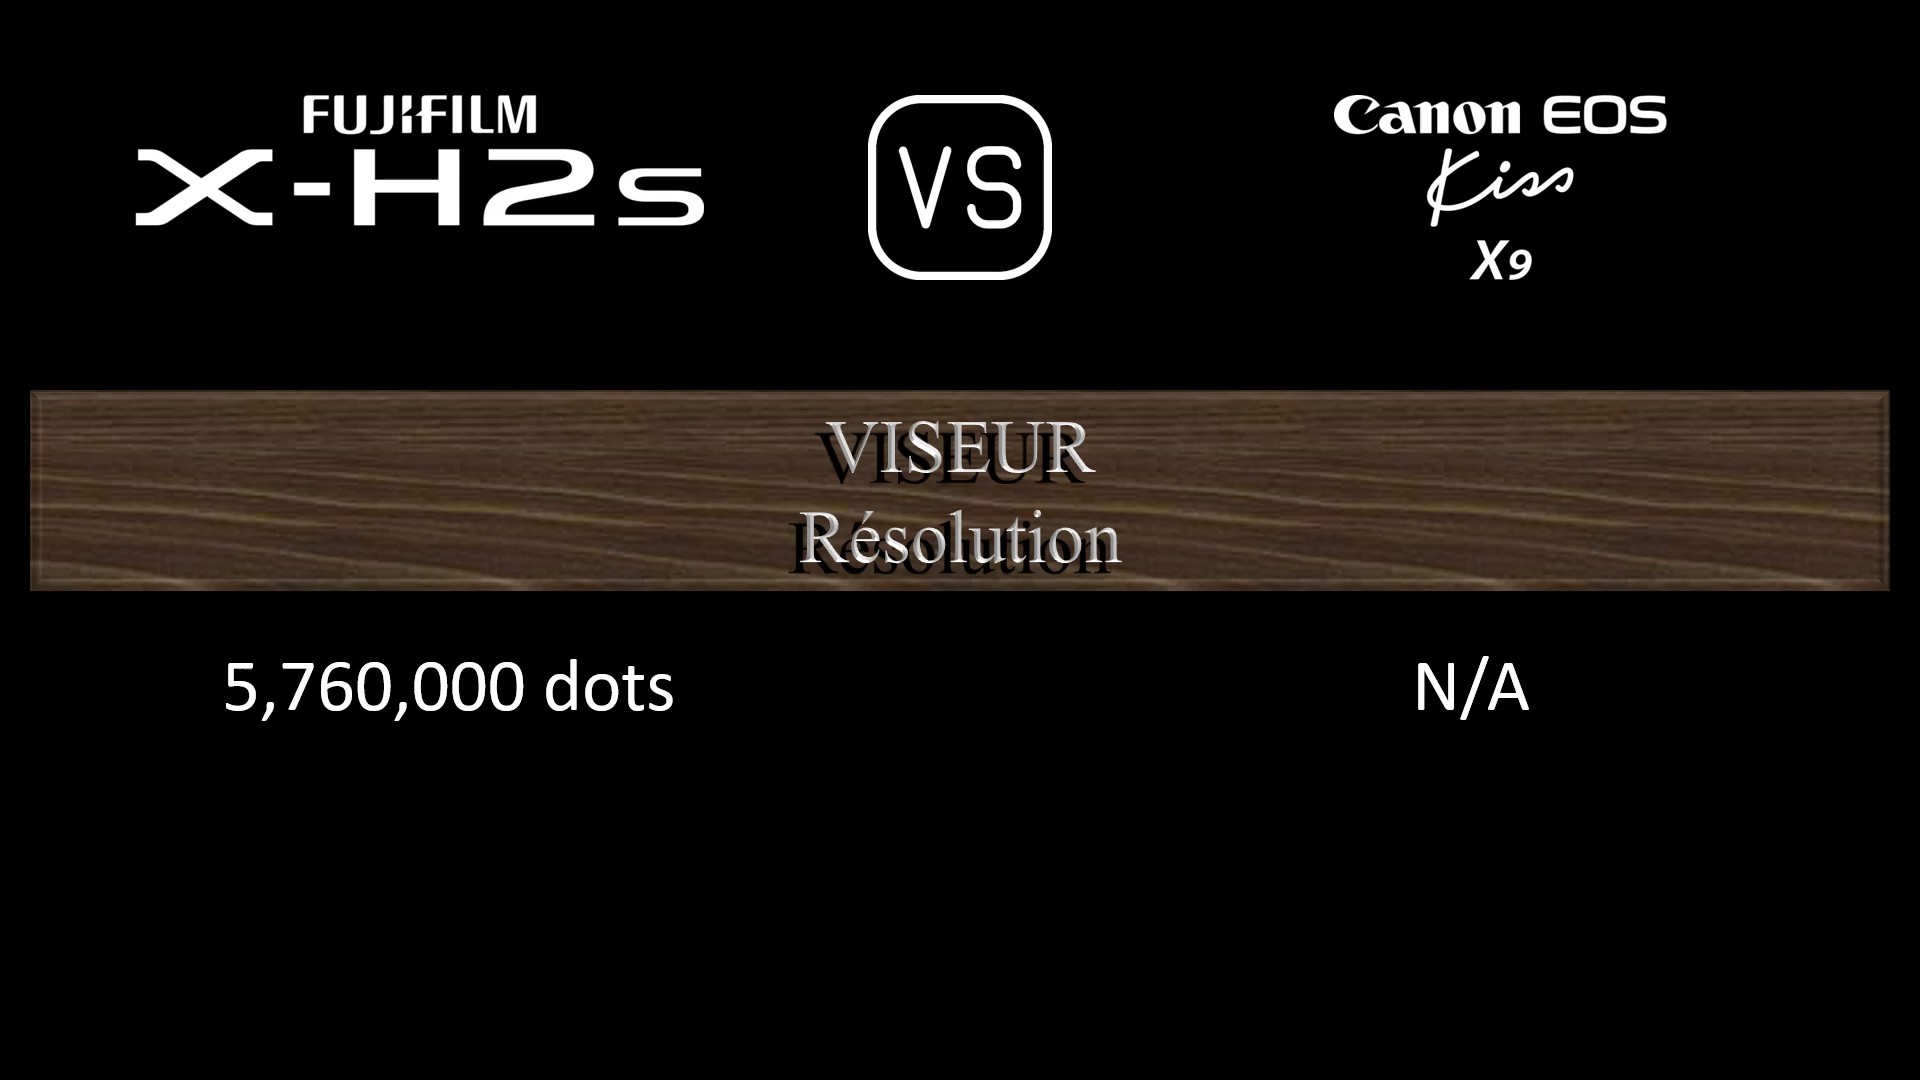 FUJIFILM
X-H2s
VS
Canon EOS
Kiss
X9
VISEUR
Résolution
5,760,000 dots
N/A